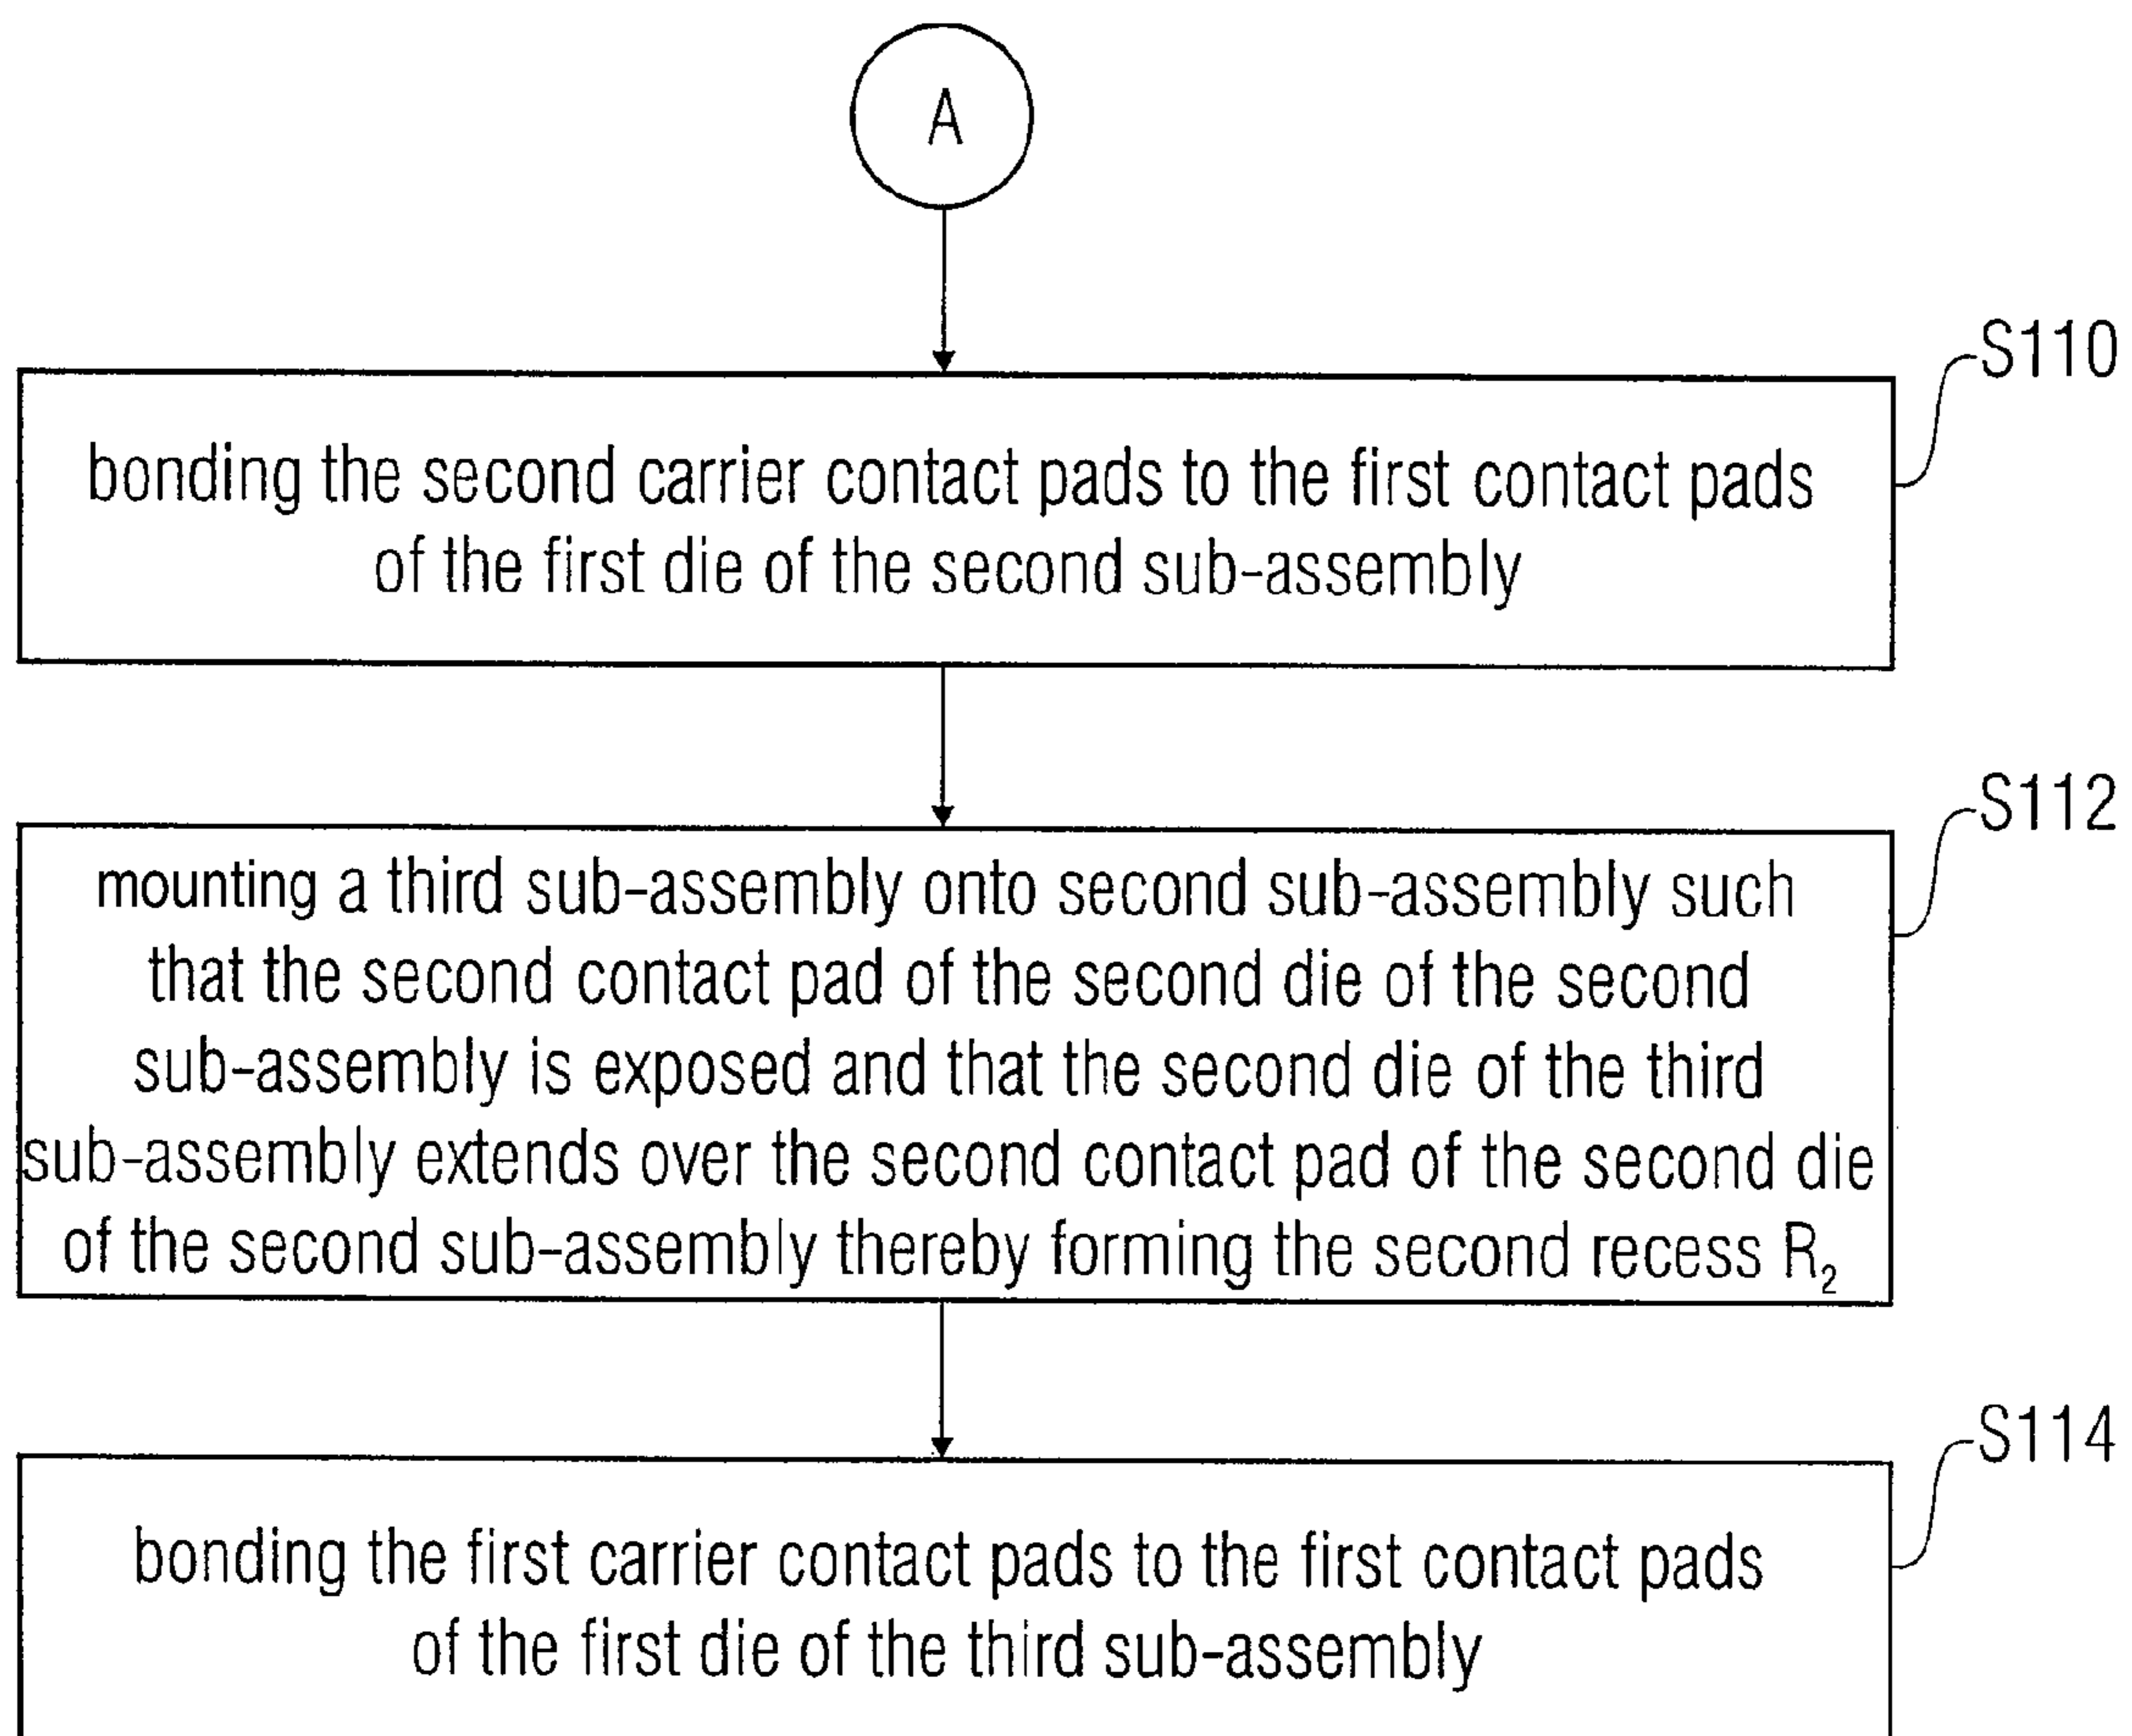 A
S110
bonding the second carrier contact pads to the first contact pads
of the first die of the second sub-assembly
S112
mounting a third sub-assembly onto second sub-assembly such
that the second contact pad of the second die of the second
sub-assembly is exposed and that the second die of the third
sub-assembly extends over the second contact pad of the second die
of the second sub-assembly thereby forming the second recess R₂
S114
bonding the first carrier contact pads to the first contact pads
of the first die of the third sub-assembly